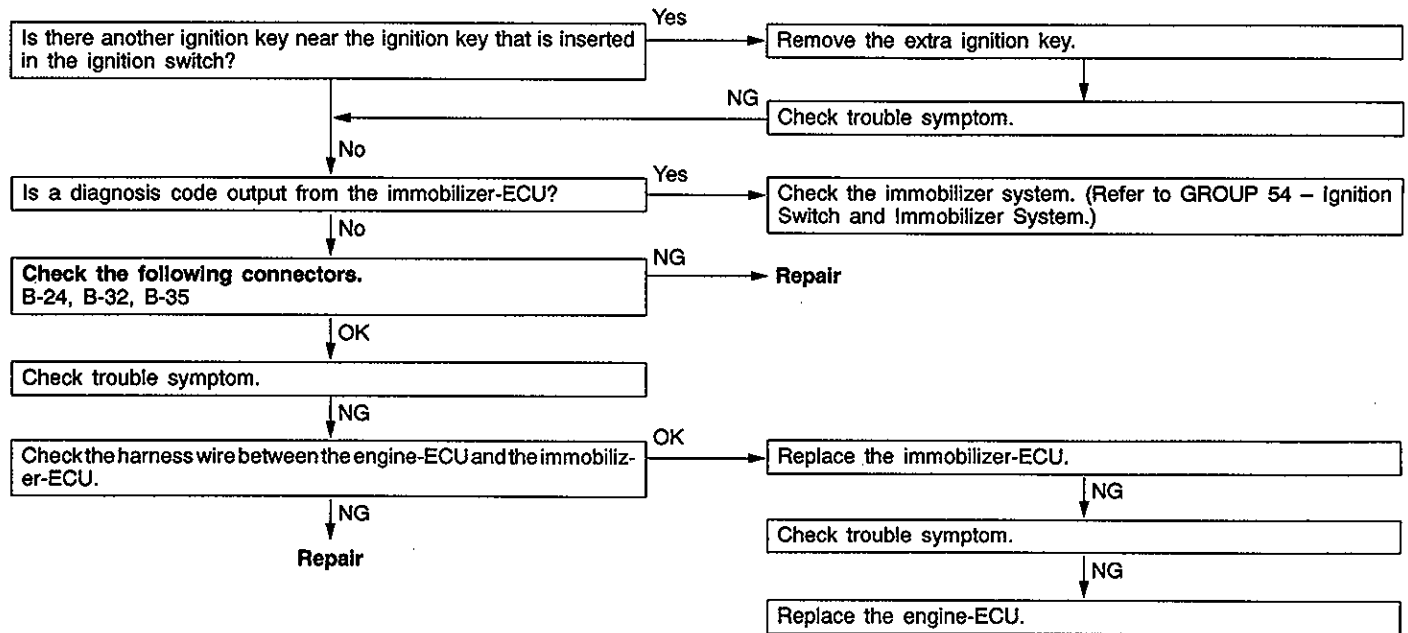 Is there another ignition key near the ignition key that is inserted
in the ignition switch?
Yes
Remove the extra ignition key.
NG
Check trouble symptom.
No
Is a diagnosis code output from the immobilizer-ECU?
Yes
Check the immobilizer system. (Refer to GROUP 54 – Ignition
Switch and Immobilizer System.)
No
Check the following connectors.
B-24, B-32, B-35
NG
Repair
OK
Check trouble symptom.
NG
Check the harness wire between the engine-ECU and the immobiliz-
er-ECU.
OK
Replace the immobilizer-ECU.
NG
Repair
NG
Check trouble symptom.
NG
Replace the engine-ECU.